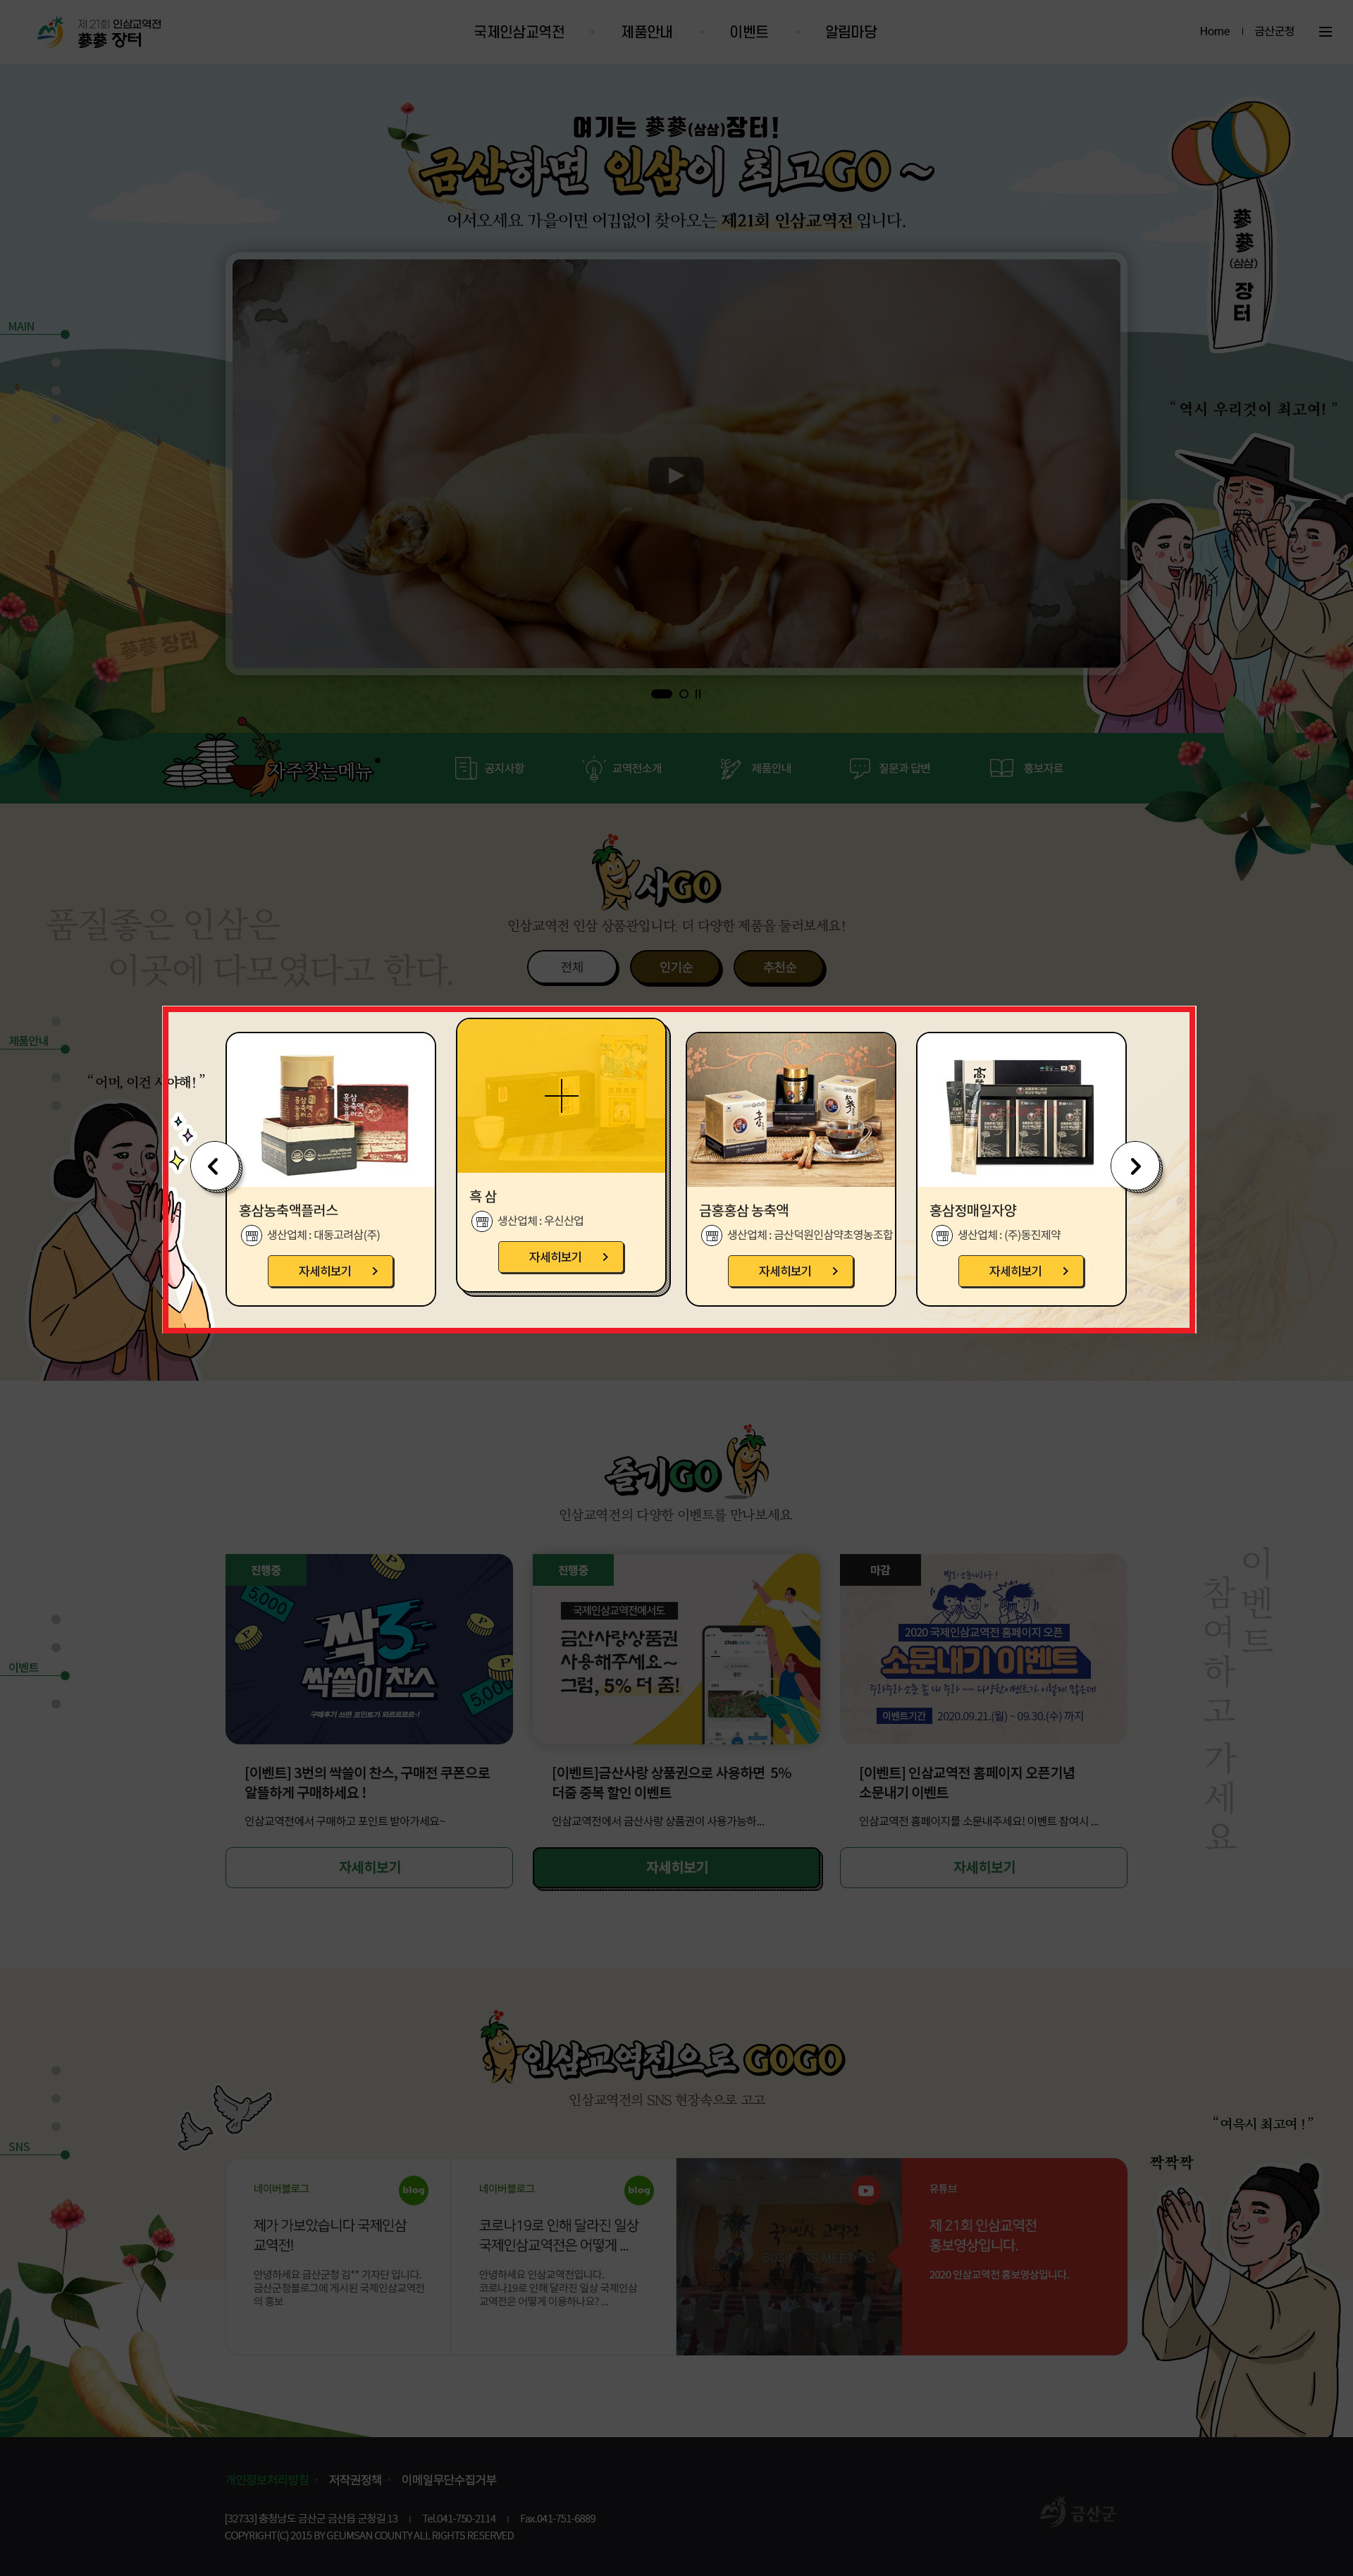 제 21회 인삼교역전
蔘蔘 장터
국제인삼교역전
제품안내
이벤트
알림마당
Home
금산군청
여기는 蔘蔘(삼삼)장터!
금산하면 인삼이 최고GO ~
어서오세요 가을이면 어김없이 찾아오는 제21회 인삼교역전 입니다.
蔘蔘(삼삼) 장터
MAIN
“ 역시 우리것이 최고여! ”
蔘蔘 장터
자주찾는메뉴
공지사항
교역전소개
제품안내
질문과 답변
홍보자료
사GO
인삼교역전 인삼 상품관입니다. 더 다양한 제품을 둘러보세요!
품질좋은 인삼은
이곳에 다모였다고 한다.
전체
인기순
추천순
제품안내
“ 어머, 이건 사야해! ”
홍삼농축액플러스
생산업체 : 대동고려삼(주)
자세히보기
흑 삼
생산업체 : 우신산업
자세히보기
금홍홍삼 농축액
생산업체 : 금산덕원인삼약초영농조합
자세히보기
홍삼정매일자양
생산업체 : (주)동진제약
자세히보기
즐기GO
인삼교역전의 다양한 이벤트를 만나보세요
이벤트
참여하고 가세요
이벤트
진행중
5,000
싹3
싹쓸이 찬스
5,000
구매후기 쓰면 포인트가 와르르르르~!
진행중
국제인삼교역전에서도
금산사랑상품권
사용해주세요~
그럼, 5% 더 줌!
마감
2020 국제인삼교역전 홈페이지 오픈
소문내기 이벤트
이벤트기간 2020.09.21.(월) ~ 09.30.(수) 까지
[이벤트] 3번의 싹쓸이 찬스, 구매전 쿠폰으로
알뜰하게 구매하세요 !
인삼교역전에서 구매하고 포인트 받아가세요~
자세히보기
[이벤트]금산사랑 상품권으로 사용하면 5%
더줌 중복 할인 이벤트
인삼교역전에서 금산사랑 상품권이 사용가능하...
자세히보기
[이벤트] 인삼교역전 홈페이지 오픈기념
소문내기 이벤트
인삼교역전 홈페이지를 소문내주세요! 이벤트 참여시 ...
자세히보기
인삼교역전으로 GOGO
인삼교역전의 SNS 현장속으로 고고
SNS
“ 여윽시 최고여 ! ”
짝짝짝
네이버블로그
blog
제가 가보았습니다 국제인삼
교역전!
안녕하세요 금산군청 김** 기자단 입니다.
금산군청블로그에 게시된 국제인삼교역전
의 홍보
네이버블로그
blog
코로나19로 인해 달라진 일상
국제인삼교역전은 어떻게 ...
안녕하세요 인삼교역전입니다.
코로나19로 인해 달라진 일상 국제인삼
교역전은 어떻게 이용하나요? ...
국제인삼 교역전
BUSINESS MEETING
유튜브
제 21회 인삼교역전
홍보영상입니다.
2020 인삼교역전 홍보영상입니다.
개인정보처리방침
저작권정책
이메일무단수집거부
[32733] 충청남도 금산군 금산읍 군청길 13
Tel.041-750-2114
Fax.041-751-6889
COPYRIGHT(C) 2015 BY GEUMSAN COUNTY ALL RIGHTS RESERVED
금산군